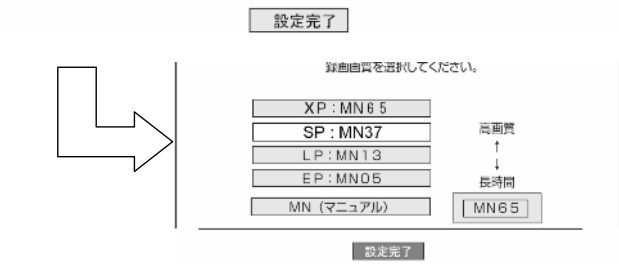 設定完了
録画画質を選択してください。
XP:MN65
SP:MN37
LP:MN13
EP:MN05
MN (マニュアル)
高画質
↑
↓
長時間
MN65
設定完了